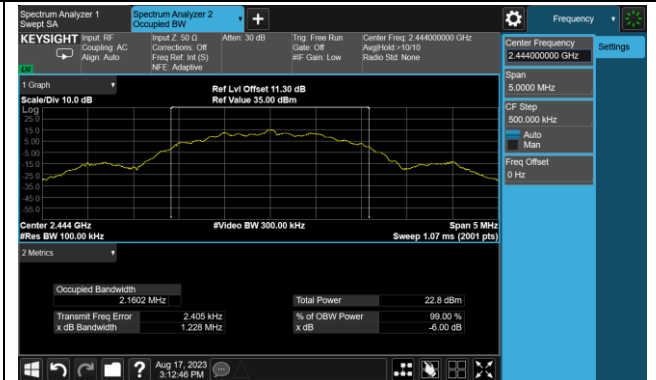 Spectrum Analyzer 1
Swept SA
Spectrum Analyzer 2
Occupied BW
Frequency
KEYSIGHT
Input: RF
Coupling: AC
Align: Auto
Input Z: 50 Ω
Corrections: Off
Freq Ref: Int (S)
NFE: Adaptive
Atten: 30 dB
Trig: Free Run
Gate: Off
#IF Gain: Low
Center Freq: 2.444000000 GHz
Avg|Hold:>10/10
Radio Std: None
Center Frequency
2.444000000 GHz
Settings
Span
5.0000 MHz
CF Step
500.000 kHz
Auto
Man
Freq Offset
0 Hz
1 Graph
Scale/Div 10.0 dB
Ref Lvl Offset 11.30 dB
Ref Value 35.00 dBm
Log
25.0
15.0
5.00
-5.00
-15.0
-25.0
-35.0
-45.0
-55.0
Center 2.444 GHz
#Video BW 300.00 kHz
Span 5 MHz
#Res BW 100.00 kHz
Sweep 1.07 ms (2001 pts)
2 Metrics
Occupied Bandwidth
2.1602 MHz
Total Power 22.8 dBm
Transmit Freq Error 2.405 kHz
% of OBW Power 99.00 %
x dB Bandwidth 1.228 MHz
x dB -6.00 dB
?
Aug 17, 2023
3:12:46 PM